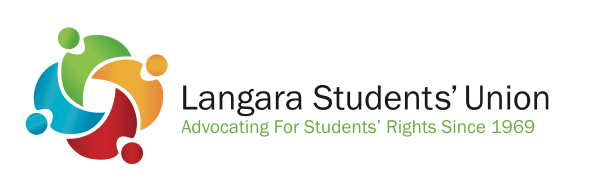 Langara Students’ Union
Advocating For Students’ Rights Since 1969